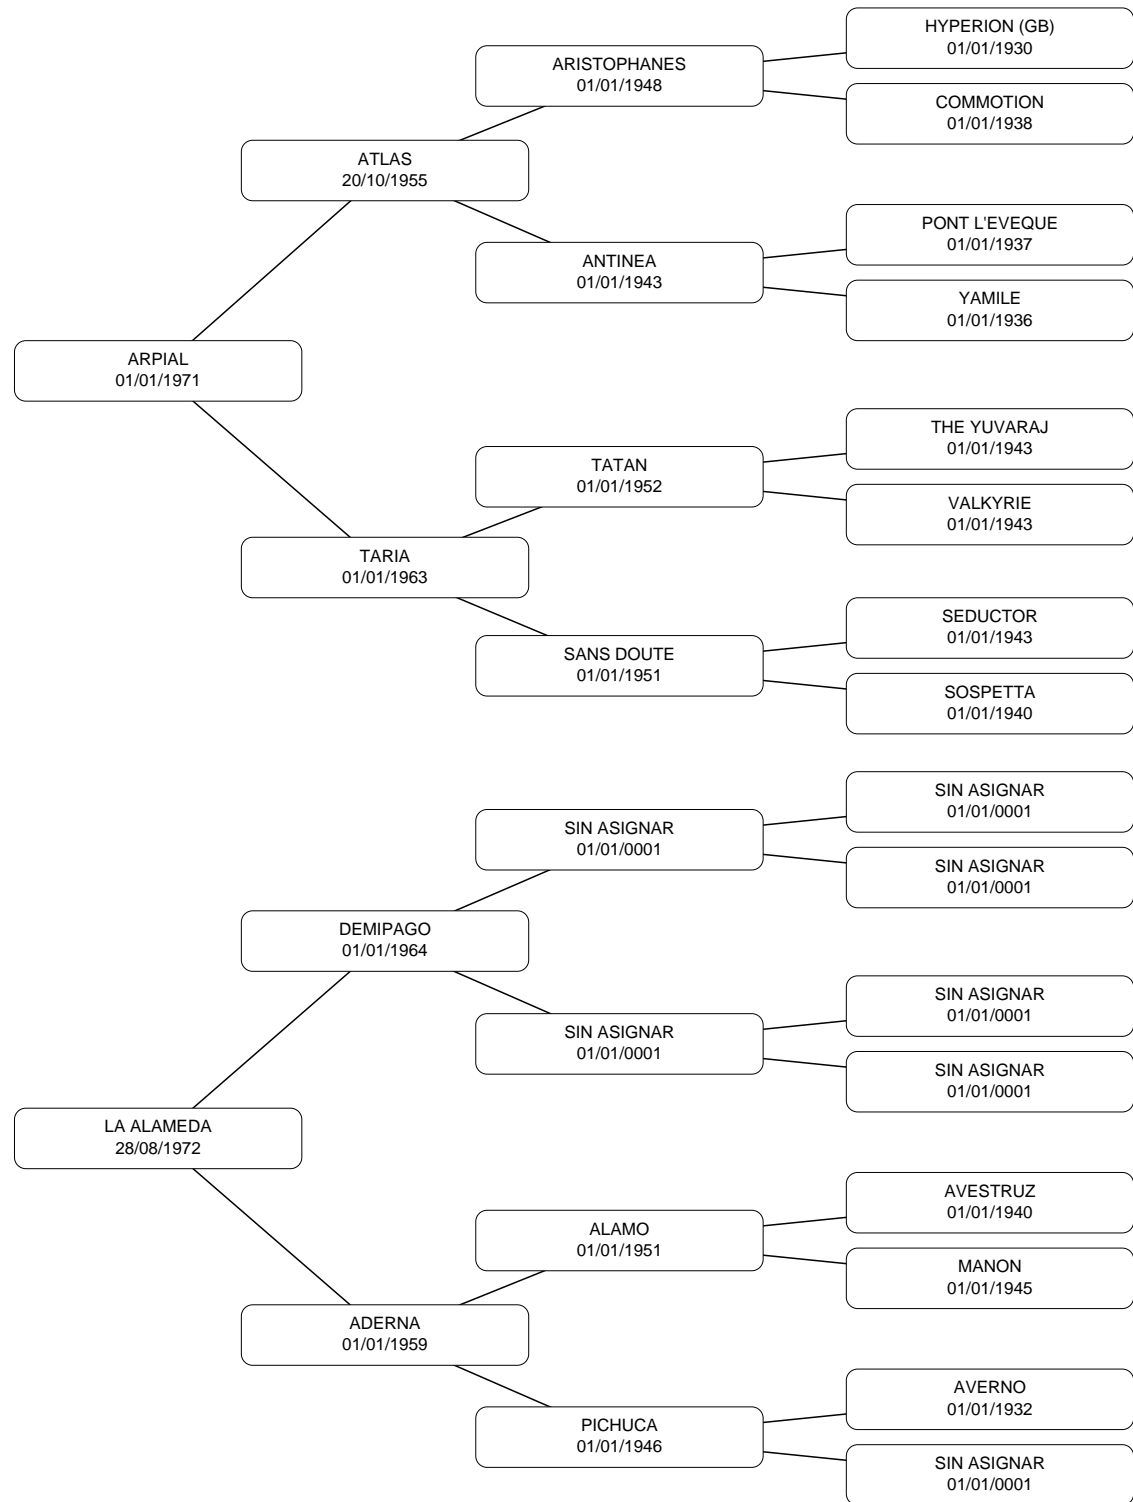 HYPERION (GB)
01/01/1930
ARISTOPHANES
01/01/1948
COMMOTION
01/01/1938
ATLAS
20/10/1955
PONT L'EVEQUE
01/01/1937
ANTINEA
01/01/1943
YAMILE
01/01/1936
ARPIAL
01/01/1971
THE YUVARAJ
01/01/1943
TATAN
01/01/1952
VALKYRIE
01/01/1943
TARIA
01/01/1963
SEDUCTOR
01/01/1943
SANS DOUTE
01/01/1951
SOSPETTA
01/01/1940
SIN ASIGNAR
01/01/0001
SIN ASIGNAR
01/01/0001
SIN ASIGNAR
01/01/0001
DEMIPAGO
01/01/1964
SIN ASIGNAR
01/01/0001
SIN ASIGNAR
01/01/0001
SIN ASIGNAR
01/01/0001
LA ALAMEDA
28/08/1972
AVESTRUZ
01/01/1940
ALAMO
01/01/1951
MANON
01/01/1945
ADERNA
01/01/1959
AVERNO
01/01/1932
PICHUCA
01/01/1946
SIN ASIGNAR
01/01/0001